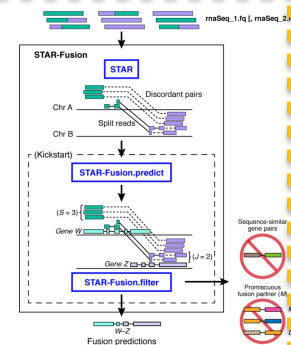 rnaSeq_1.fq [, rnaSeq_2.
STAR-Fusion
STAR
Discordant pairs
Chr A
Split reads
Chr B
(Kickstart)
STAR-Fusion.predict
(S = 3)
Gene W
(J = 2)
Gene Z
STAR-Fusion.filter
Sequence-similar
gene pairs
Promiscuous
fusion partner (M
W–Z
Fusion predictions